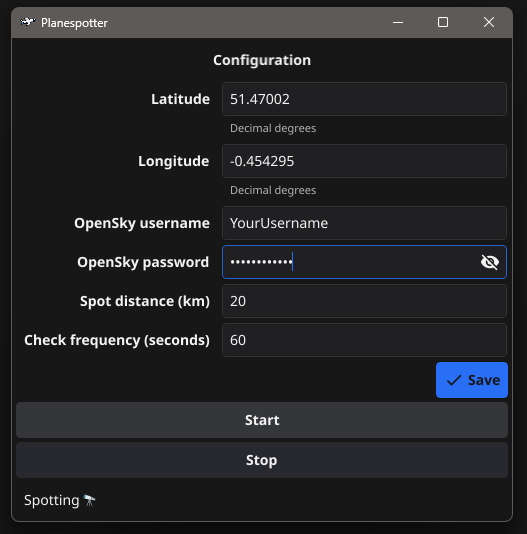 Planespotter
Configuration
Latitude 51.47002
Decimal degrees
Longitude -0.454295
Decimal degrees
OpenSky username YourUsername
OpenSky password ••••••••••••
Spot distance (km) 20
Check frequency (seconds) 60
Save
Start
Stop
Spotting 🔭